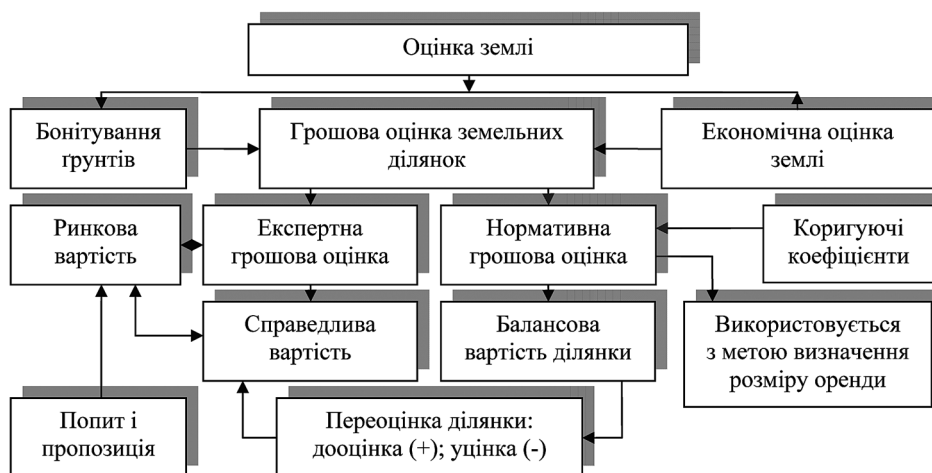 Оцінка землі
Бонітування
ґрунтів
Грошова оцінка земельних
ділянок
Економічна оцінка
землі
Ринкова
вартість
Експертна
грошова оцінка
Нормативна
грошова оцінка
Коригуючі
коефіцієнти
Справедлива
вартість
Балансова
вартість ділянки
Використовується
з метою визначення
розміру оренди
Попит і
пропозиція
Переоцінка ділянки:
дооцінка (+); уцінка (-)